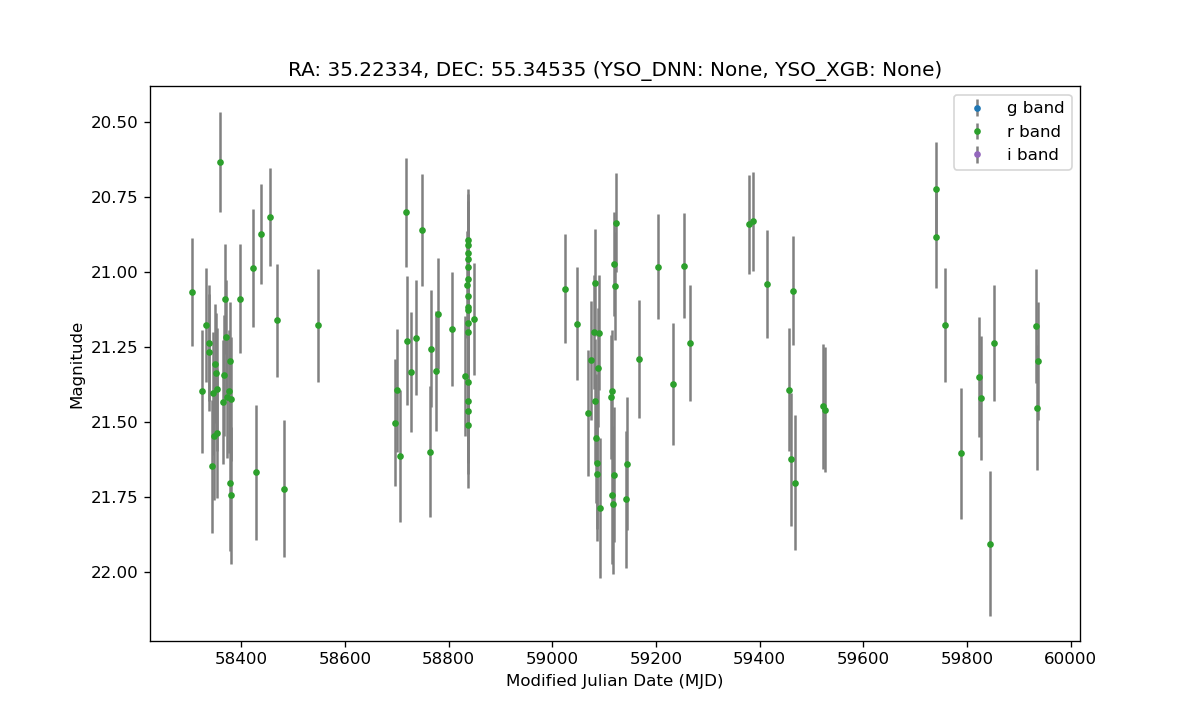 RA: 35.22334, DEC: 55.34535 (YSO_DNN: None, YSO_XGB: None)
g band
r band
i band
20.50
20.75
21.00
21.25
21.50
21.75
22.00
Magnitude
58400 58600 58800 59000 59200 59400 59600 59800 60000
Modified Julian Date (MJD)